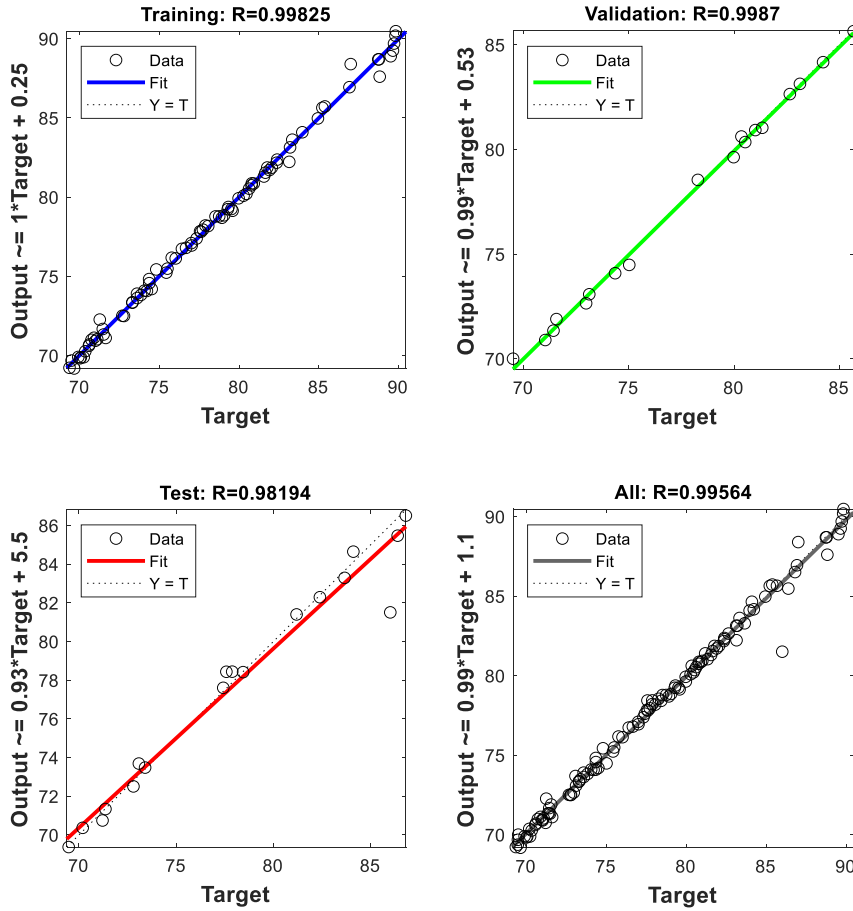 Training: R=0.99825
Data
Fit
Y = T
90
85
80
75
70
70
75
80
85
90
Target
Output ~= 1*Target + 0.25
Validation: R=0.9987
Data
Fit
Y = T
85
80
75
70
70
75
80
85
Target
Output ~= 0.99*Target + 0.53
Test: R=0.98194
Data
Fit
Y = T
86
84
82
80
78
76
74
72
70
70
75
80
85
Target
Output ~= 0.93*Target + 5.5
All: R=0.99564
Data
Fit
Y = T
90
85
80
75
70
70
75
80
85
90
Target
Output ~= 0.99*Target + 1.1